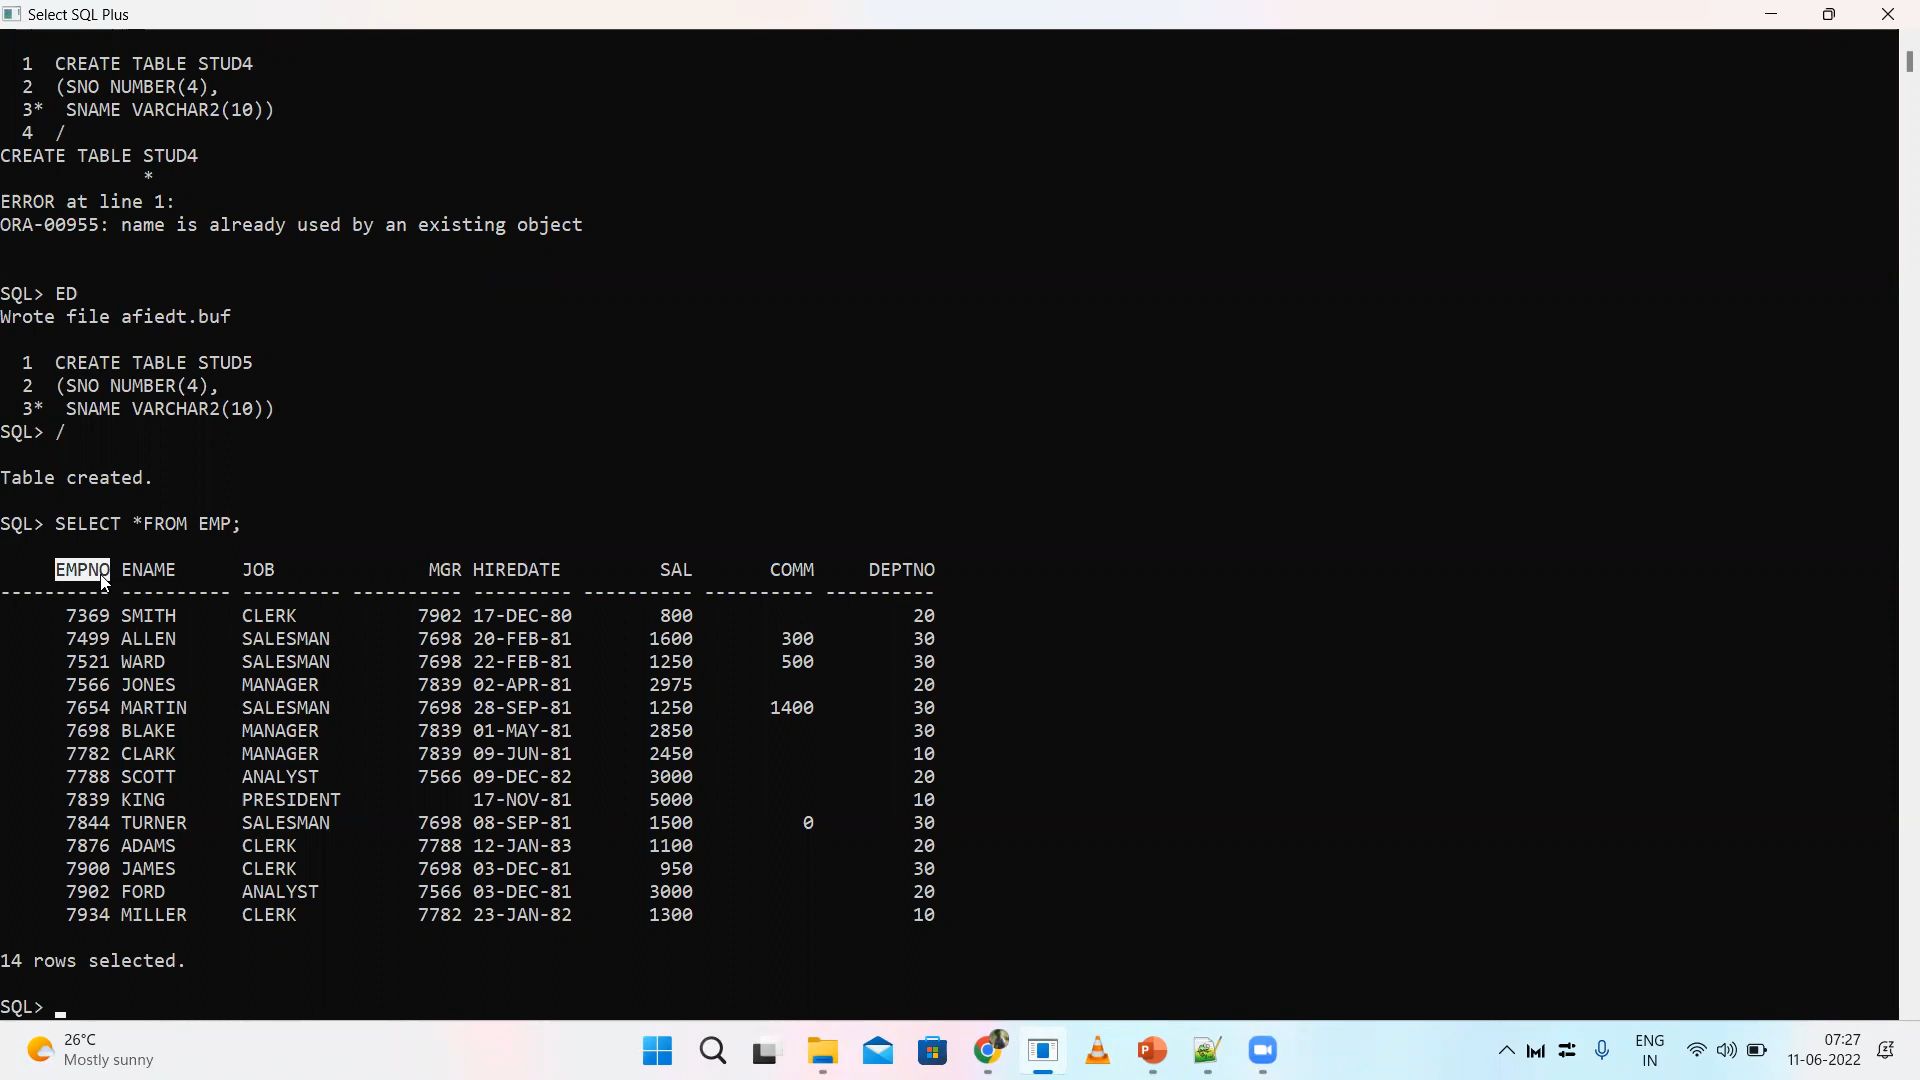 Select SQL Plus
1 CREATE TABLE STUD4
2 (SNO NUMBER(4),
3* SNAME VARCHAR2(10))
4 /
CREATE TABLE STUD4
*
ERROR at line 1:
ORA-00955: name is already used by an existing object
SQL> ED
Wrote file afiedt.buf
1 CREATE TABLE STUD5
2 (SNO NUMBER(4),
3* SNAME VARCHAR2(10))
SQL> /
Table created.
SQL> SELECT *FROM EMP;
EMPNO ENAME JOB MGR HIREDATE SAL COMM DEPTNO
---------- ---------- --------- ---------- --------- ---------- ---------- ----------
7369 SMITH CLERK 7902 17-DEC-80 800 20
7499 ALLEN SALESMAN 7698 20-FEB-81 1600 300 30
7521 WARD SALESMAN 7698 22-FEB-81 1250 500 30
7566 JONES MANAGER 7839 02-APR-81 2975 20
7654 MARTIN SALESMAN 7698 28-SEP-81 1250 1400 30
7698 BLAKE MANAGER 7839 01-MAY-81 2850 30
7782 CLARK MANAGER 7839 09-JUN-81 2450 10
7788 SCOTT ANALYST 7566 09-DEC-82 3000 20
7839 KING PRESIDENT 17-NOV-81 5000 10
7844 TURNER SALESMAN 7698 08-SEP-81 1500 0 30
7876 ADAMS CLERK 7788 12-JAN-83 1100 20
7900 JAMES CLERK 7698 03-DEC-81 950 30
7902 FORD ANALYST 7566 03-DEC-81 3000 20
7934 MILLER CLERK 7782 23-JAN-82 1300 10
14 rows selected.
SQL>
26°C
Mostly sunny
ENG
IN
07:27
11-06-2022